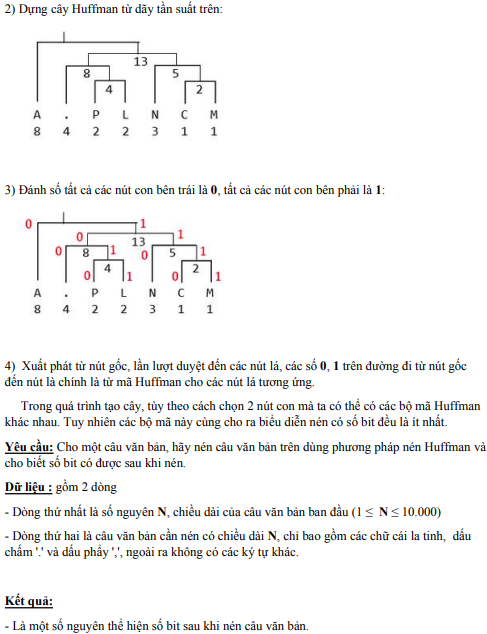 2) Dựng cây Huffman từ dãy tần suất trên:
13
8 5
4 2
A . P L N C M
8 4 2 2 3 1 1
3) Đánh số tất cả các nút con bên trái là 0, tất cả các nút con bên phải là 1:
0 1
0 13 1
0 8 1 0 5 1
0 4 1 0 2 1
A . P L N C M
8 4 2 2 3 1 1
4) Xuất phát từ nút gốc, lần lượt duyệt đến các nút lá, các số 0, 1 trên đường đi từ nút gốc
đến nút là chính là từ mã Huffman cho các nút lá tương ứng.
Trong quá trình tạo cây, tùy theo cách chọn 2 nút con mà ta có thể có các bộ mã Huffman
khác nhau. Tuy nhiên các bộ mã này cùng cho ra biểu diễn nén có số bit đều là ít nhất.
Yêu cầu: Cho một câu văn bản, hãy nén câu văn bản trên dùng phương pháp nén Huffman và
cho biết số bit có được sau khi nén.
Dữ liệu : gồm 2 dòng
- Dòng thứ nhất là số nguyên N, chiều dài của câu văn bản ban đầu (1 ≤ N ≤ 10.000)
- Dòng thứ hai là câu văn bản cần nén có chiều dài N, chỉ bao gồm các chữ cái la tinh, dấu
chấm '.' và dấu phẩy ',', ngoài ra không có các ký tự khác.
Kết quả:
- Là một số nguyên thể hiện số bit sau khi nén câu văn bản.